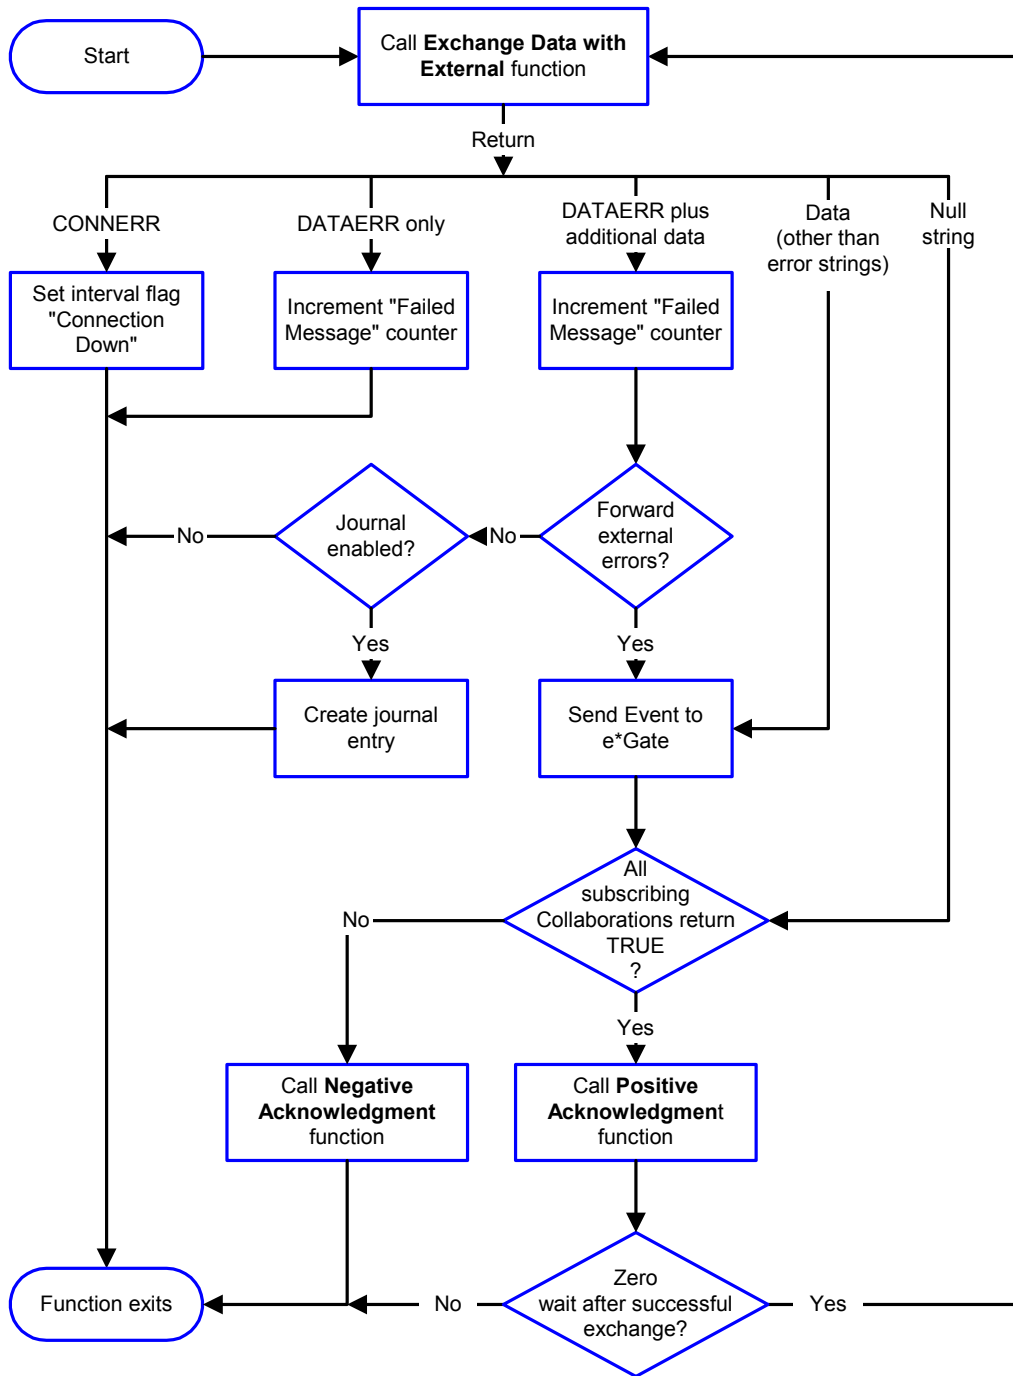 Start
Call Exchange Data with
External function
Return
CONNERR
DATAERR only
DATAERR plus
additional data
Data
(other than
error strings)
Null
string
Set interval flag
"Connection
Down"
Increment "Failed
Message" counter
Increment "Failed
Message" counter
No
Journal
enabled?
No
Forward
external
errors?
Yes
Yes
Create journal
entry
Send Event to
e*Gate
No
All
subscribing
Collaborations return
TRUE
?
Yes
Call Negative
Acknowledgment
function
Call Positive
Acknowledgment
function
Function exits
No
Zero
wait after successful
exchange?
Yes